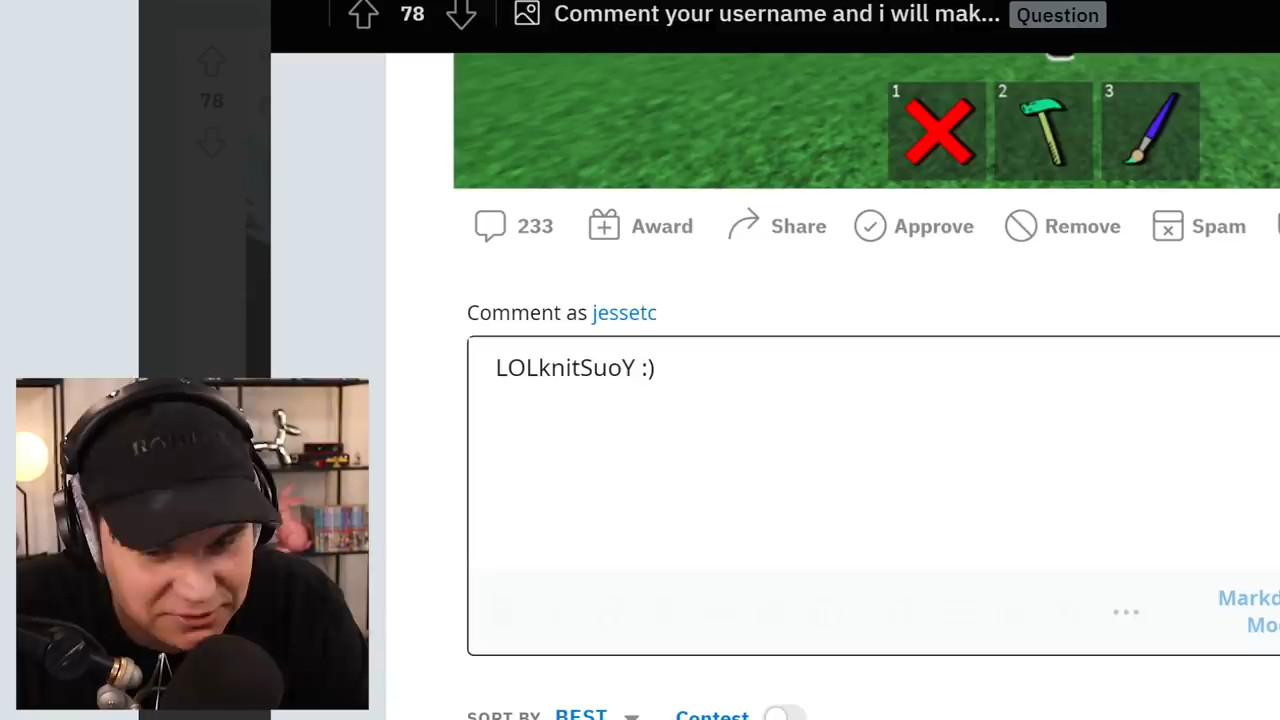 78 Comment your username and i will mak... Question
78
1 2 3
233 Award Share Approve Remove Spam
Comment as jessetc
LOLknitSuoY :)
SORT BY BEST Contest